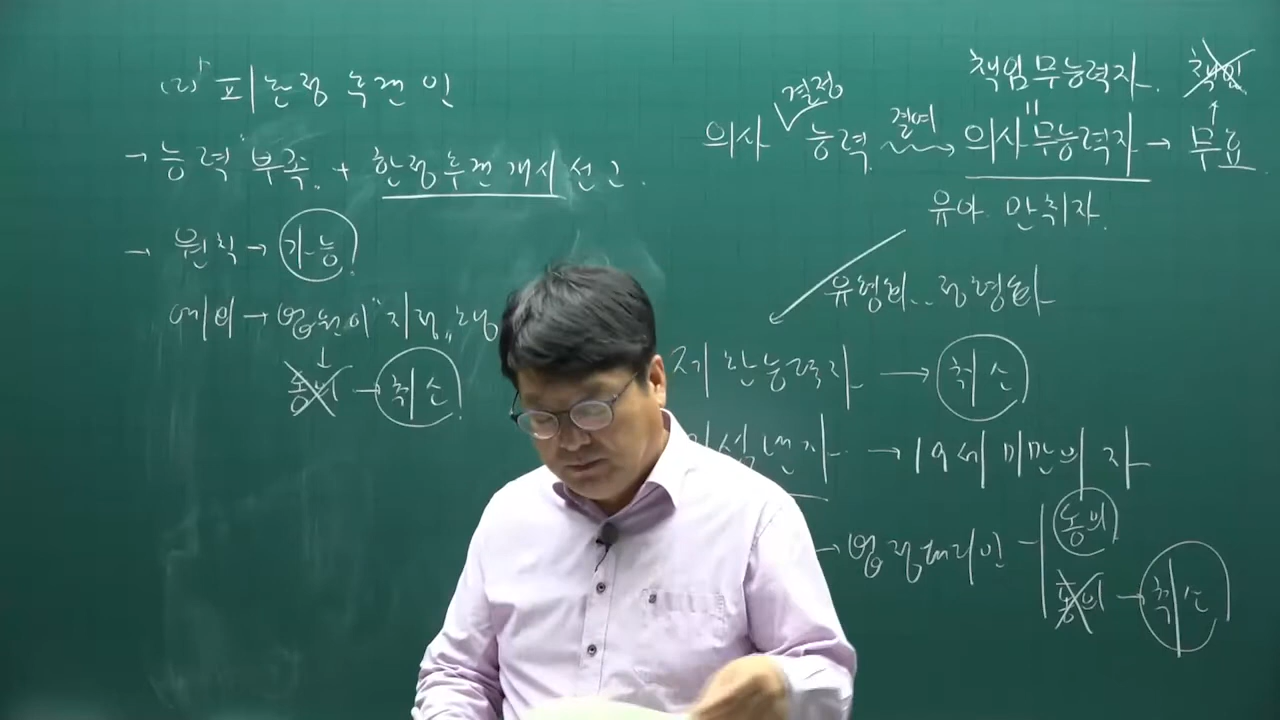 (2) 피한정후견인
- 능력 "부족" + 한정후견개시선고.
- 원칙 → 가능!
예외 → 법원이 "지정"
동의 → 취소!
책임무능력자. 책임
결정
의사 능력 결여 → 의사"무능력자 → 무효.
유아. 만취자.
유형화.. 정형화
제한능력자 → 취소
미성년자. → 19세 미만의 자
→ 법정대리인 동의
동의 → 취소